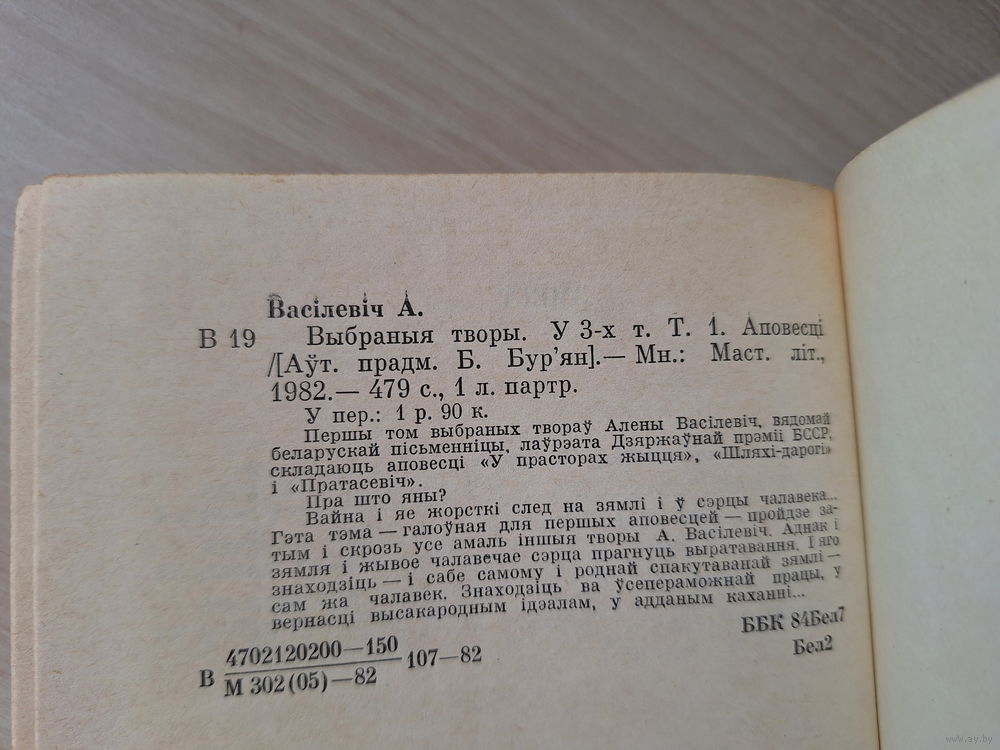 Васілевіч А.
В 19 Выбраныя творы. У 3-х т. Т. 1. Аповесці
/[Аўт. прадм. Б. Бур’ян].— Мн.: Маст. літ.,
1982.— 479 с., 1 л. партр.
У пер.: 1 р. 90 к.
Першы том выбраных твораў Алены Васілевіч, вядомай
беларускай пісьменніцы, лаўрэата Дзяржаўнай прэміі БССР,
складаюць аповесці «У прасторах жыцця», «Шляхі-дарогі»
і «Пратасевіч».
Пра што яны?
Вайна і яе жорсткі след на зямлі і ў сэрцы чалавека...
Гэта тэма — галоўная для першых аповесцей — пройдзе за-
тым і скрозь усе амаль іншыя творы А. Васілевіч. Аднак і
зямля і жывое чалавечае сэрца прагнуць выратавання. І яго
знаходзіць — і сабе самому і роднай спакутаванай зямлі —
сам жа чалавек. Знаходзіць ва ўсепераможнай працы, у
вернасці высакародным ідэалам, у адданым каханні...
ББК 84Бел7
Бел2
В 4702120200—150 107—82
М 302(05)—82
www.ay.by